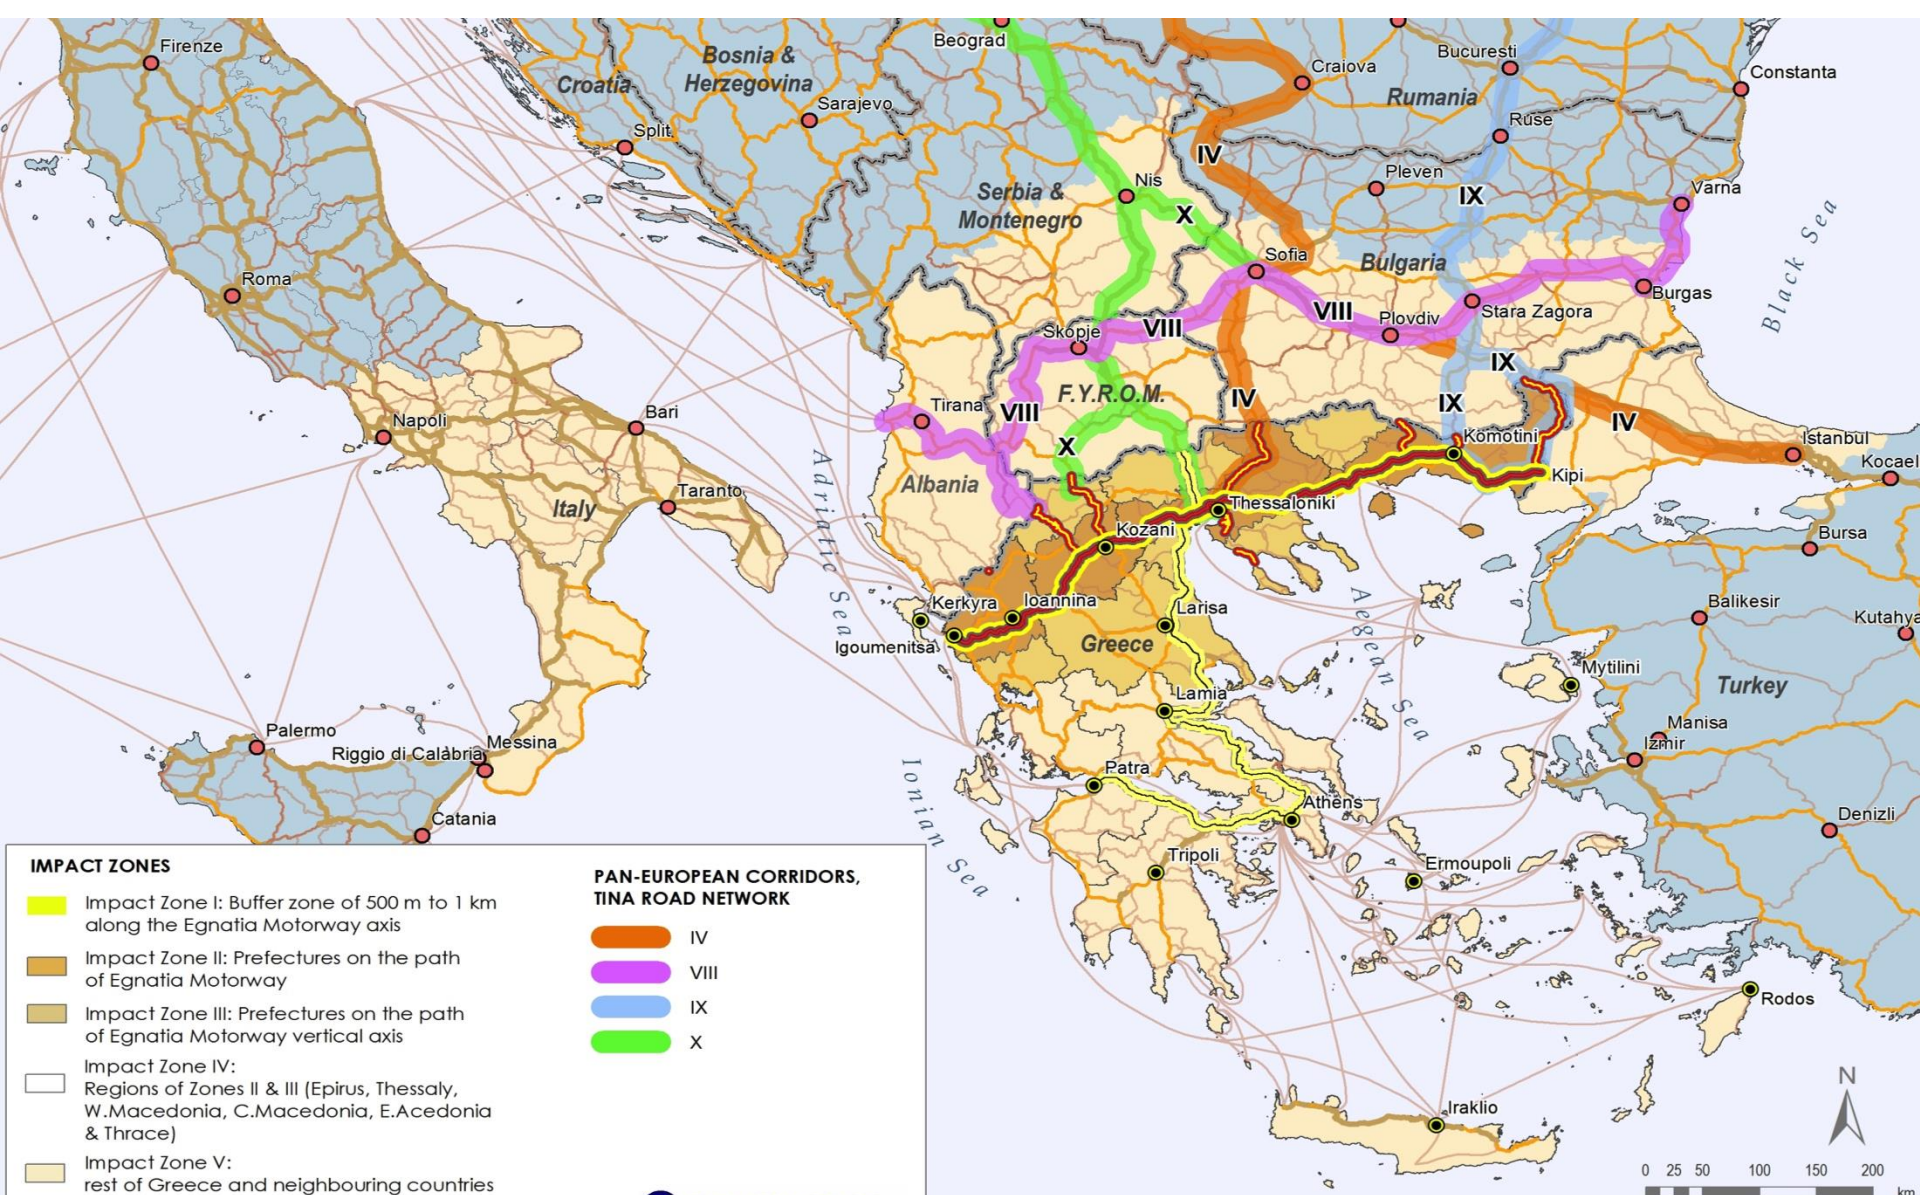 Firenze
Beograd
Bosnia &
Herzegovina
Croatia
Sarajevo
Split
Craiova
Bucuresti
Rumania
Constanta
Ruse
IV
Pleven
Nis
Serbia &
Montenegro
X
IX
Varna
Black Sea
Roma
Sofia
Bulgaria
Burgas
Stara Zagora
Skopje
VIII
VIII
Plovdiv
IX
F.Y.R.O.M.
Napoli
Bari
Tirana
VIII
IV
IX
IV
Komotini
Istanbul
X
Kocael
Albania
Kipi
Adriatic Sea
Taranto
Italy
Thessaloniki
Kozani
Bursa
Kerkyra
Ioannina
Larisa
Aegean Sea
Balikesir
Kutahya
Igoumenitsa
Greece
Mytilini
Turkey
Lamia
Manisa
Izmir
Palermo
Riggio di Calabria
Messina
Patra
Ionian Sea
Athens
Catania
Denizli
Tripoli
Ermoupoli
Rodos
Iraklio
IMPACT ZONES
Impact Zone I: Buffer zone of 500 m to 1 km
along the Egnatia Motorway axis
Impact Zone II: Prefectures on the path
of Egnatia Motorway
Impact Zone III: Prefectures on the path
of Egnatia Motorway vertical axis
Impact Zone IV:
Regions of Zones II & III (Epirus, Thessaly,
W.Macedonia, C.Macedonia, E.Acedonia
& Thrace)
Impact Zone V:
rest of Greece and neighbouring countries
PAN-EUROPEAN CORRIDORS,
TINA ROAD NETWORK
IV
VIII
IX
X
N
0 25 50 100 150 200
km